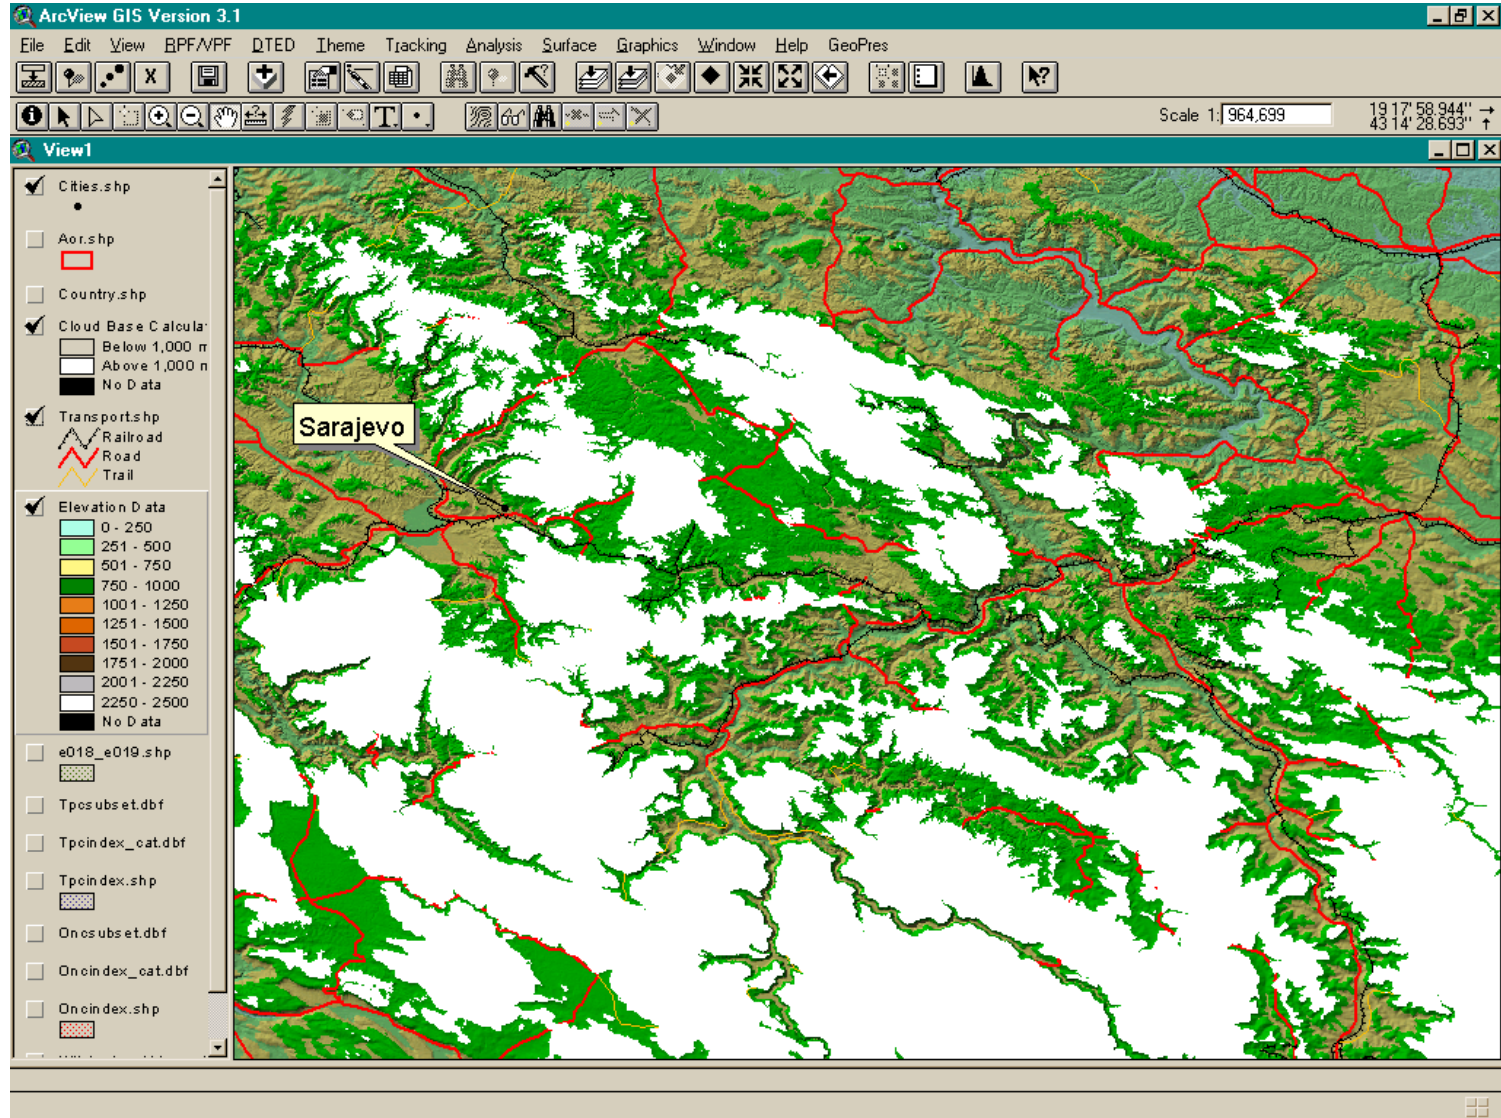 ArcView GIS Version 3.1
File Edit View RPF/VPF DTED Theme Tracking Analysis Surface Graphics Window Help GeoPres
X
T
Scale 1: 964,699
19 17' 58.944"
43 14' 28.693"
View1
Cities.shp
Aor.shp
Country.shp
Cloud Base Calcula
Below 1,000 m
Above 1,000 m
No Data
Transport.shp
Railroad
Road
Trail
Elevation Data
0 - 250
251 - 500
501 - 750
750 - 1000
1001 - 1250
1251 - 1500
1501 - 1750
1751 - 2000
2001 - 2250
2250 - 2500
No Data
e018_e019.shp
Tpcsubset.dbf
Tpcindex_cat.dbf
Tpcindex.shp
Oncsubset.dbf
Oncindex_cat.dbf
Oncindex.shp
Sarajevo